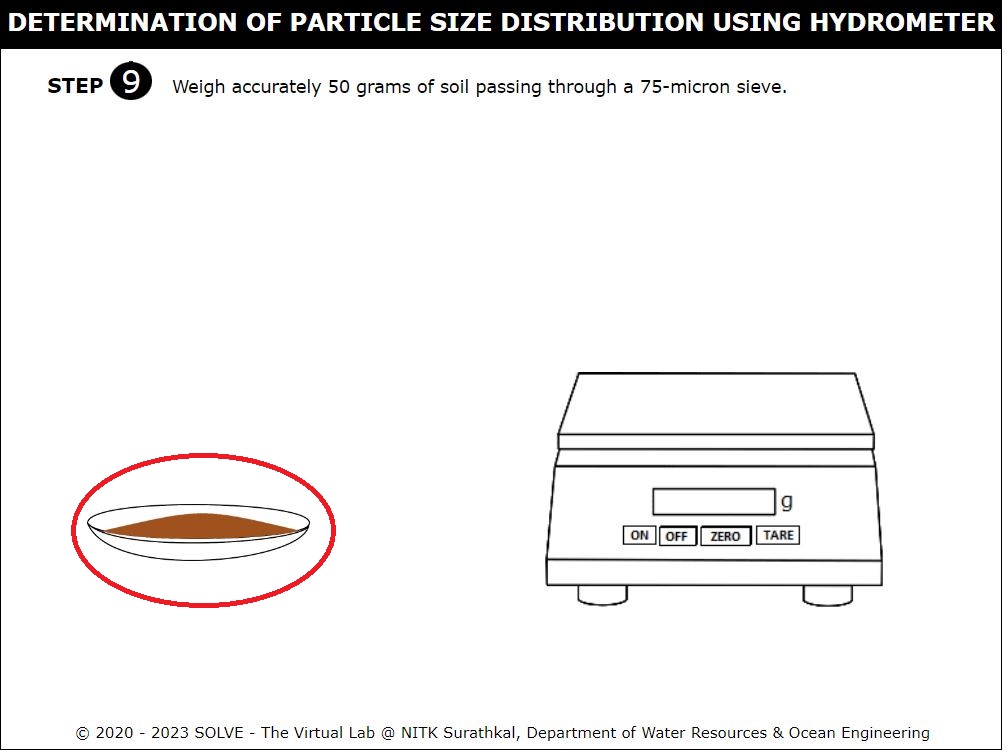 DETERMINATION OF PARTICLE SIZE DISTRIBUTION USING HYDROMETER
STEP 9 Weigh accurately 50 grams of soil passing through a 75-micron sieve.
g
ON OFF ZERO TARE
© 2020 - 2023 SOLVE - The Virtual Lab @ NITK Surathkal, Department of Water Resources & Ocean Engineering